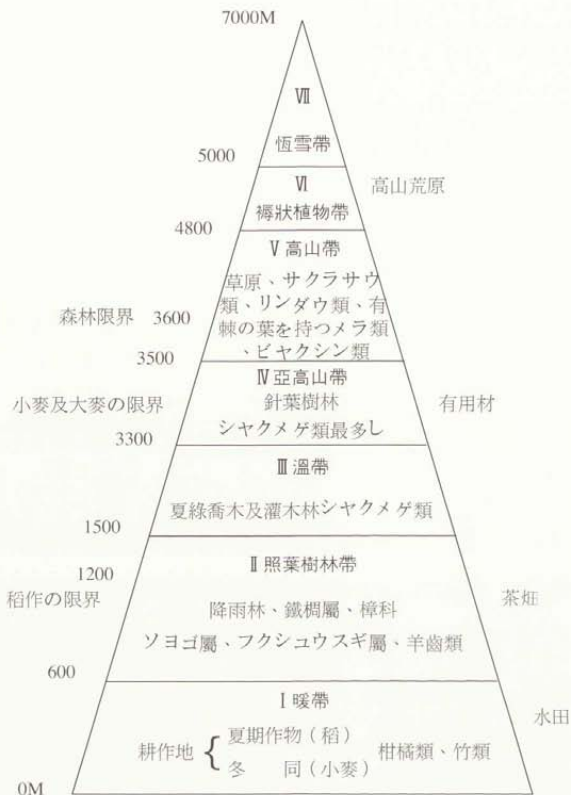 7000M
Ⅶ
恆雪帶
5000
Ⅵ
高山荒原
褥狀植物帶
4800
Ⅴ高山帶
草原、サクラサウ
類、リンダウ類、有
森林限界 3600
棘の葉を持つメラ類
、ビヤクシン類
3500
Ⅳ亞高山帶
小麥及大麥の限界
針葉樹林
有用材
シヤクメゲ類最多し
3300
Ⅲ溫帶
夏綠喬木及灌木林シヤクメゲ類
1500
Ⅱ照葉樹林帶
1200
稻作の限界
降雨林、鐵椆屬、樟科
茶畑
ソヨゴ屬、フクシュウスギ屬、羊齒類
600
Ⅰ暖帶
水田
耕作地 { 夏期作物(稻)
冬 同(小麥)
柑橘類、竹類
0M